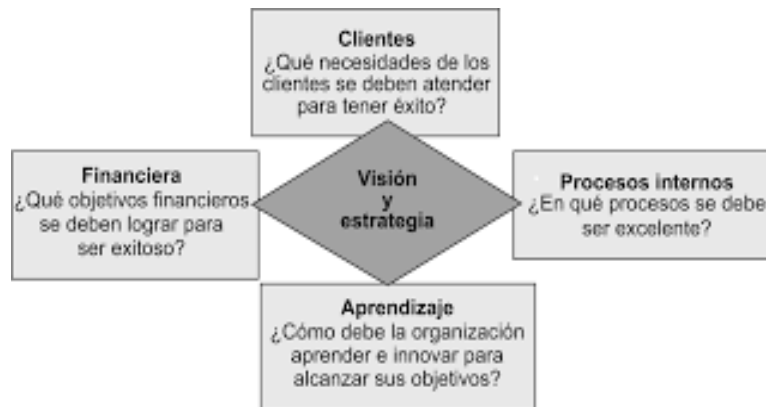 Clientes
¿Qué necesidades de los
clientes se deben atender
para tener éxito?
Financiera
¿Qué objetivos financieros
se deben lograr para
ser exitoso?
Visión
y
estrategia
Procesos internos
¿En qué procesos se debe
ser excelente?
Aprendizaje
¿Cómo debe la organización
aprender e innovar para
alcanzar sus objetivos?